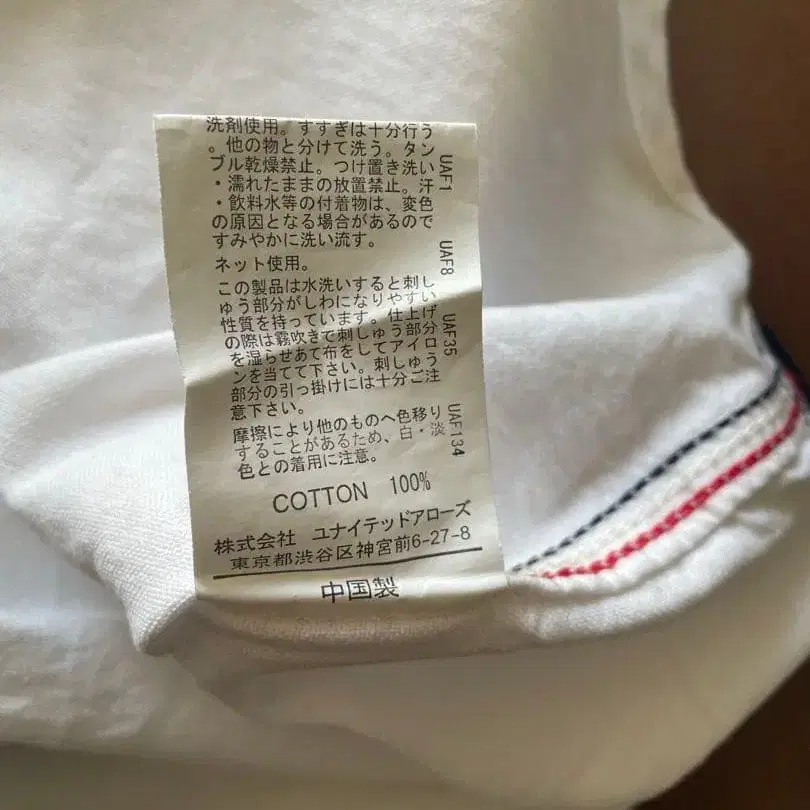 洗剤使用。すすぎは十分行う
。他の物と分けて洗う。タン
ブル乾燥禁止。つけ置き洗い
・濡れたままの放置禁止。汗
・飲料水等の付着物は、変色
の原因となる場合があるので
すみやかに洗い流す。
UAF1
ネット使用。
UAF8
この製品は水洗いすると刺し
ゅう部分がしわになりやすい
性質を持っています。仕上げ
の際は霧吹きで刺しゅう部分
を湿らせあて布をしてアイロ
ンを当てて下さい。刺しゅう
部分の引っ掛けには十分ご注
意下さい。
UAF35
摩擦により他のものへ色移り
することがあるため、白・淡
色との着用に注意。
UAF134
COTTON 100%
株式会社 ユナイテッドアローズ
東京都渋谷区神宮前6-27-8
中国製